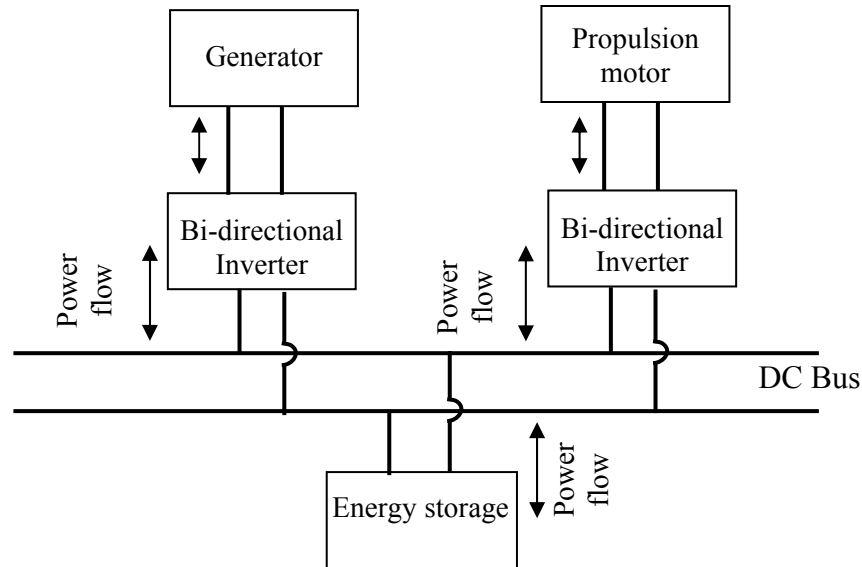 Generator
Propulsion
motor
Bi-directional
Inverter
Bi-directional
Inverter
Power
flow
Power
flow
DC Bus
Energy storage
Power
flow